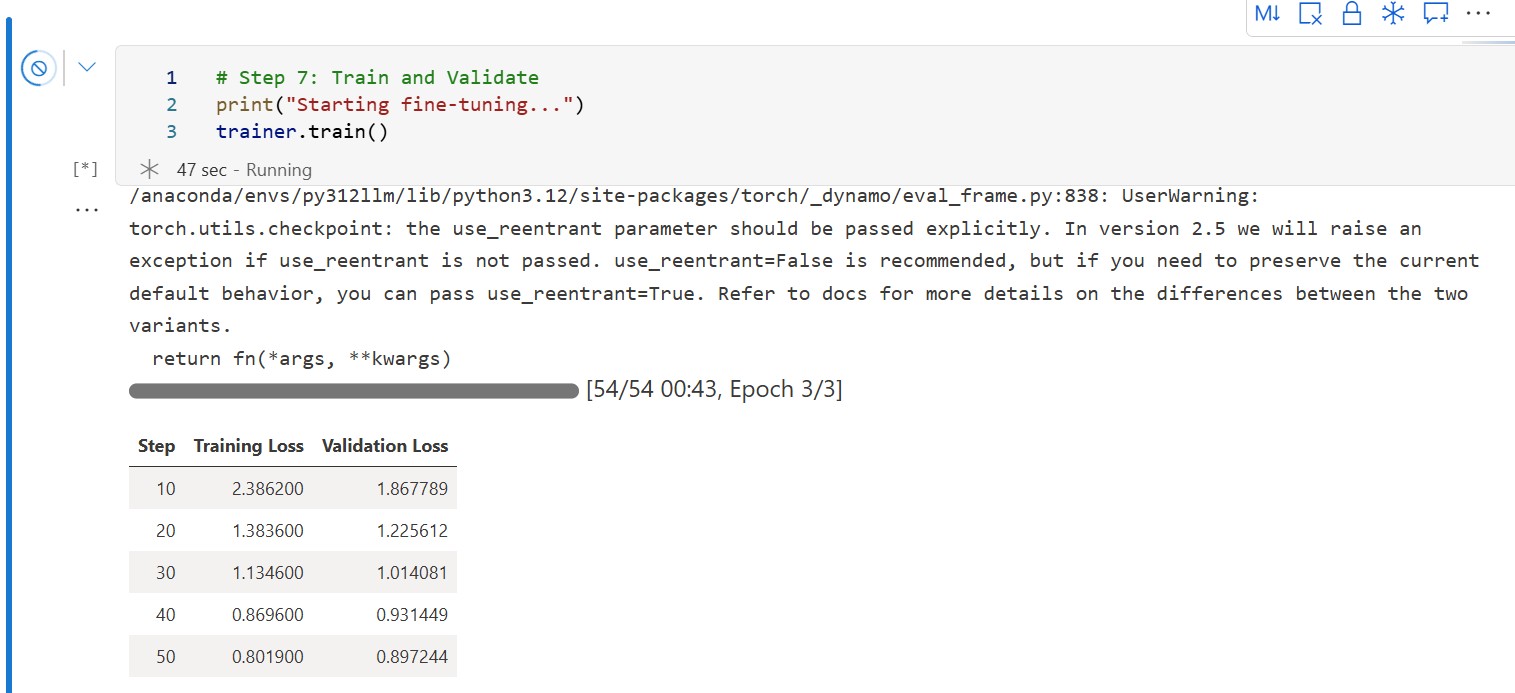 M↓
1 # Step 7: Train and Validate
2 print("Starting fine-tuning...")
3 trainer.train()
[*] 47 sec - Running
/anaconda/envs/py312llm/lib/python3.12/site-packages/torch/_dynamo/eval_frame.py:838: UserWarning:
torch.utils.checkpoint: the use_reentrant parameter should be passed explicitly. In version 2.5 we will raise an
exception if use_reentrant is not passed. use_reentrant=False is recommended, but if you need to preserve the current
default behavior, you can pass use_reentrant=True. Refer to docs for more details on the differences between the two
variants.
  return fn(*args, **kwargs)
[54/54 00:43, Epoch 3/3]
Step Training Loss Validation Loss
10 2.386200 1.867789
20 1.383600 1.225612
30 1.134600 1.014081
40 0.869600 0.931449
50 0.801900 0.897244